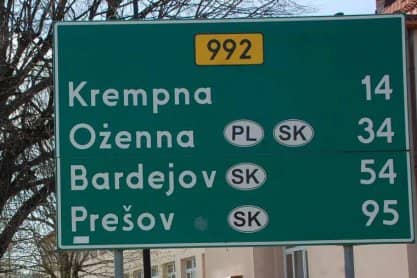 992
Krempna 14
Ożenna PL SK 34
Bardejov SK 54
Prešov SK 95